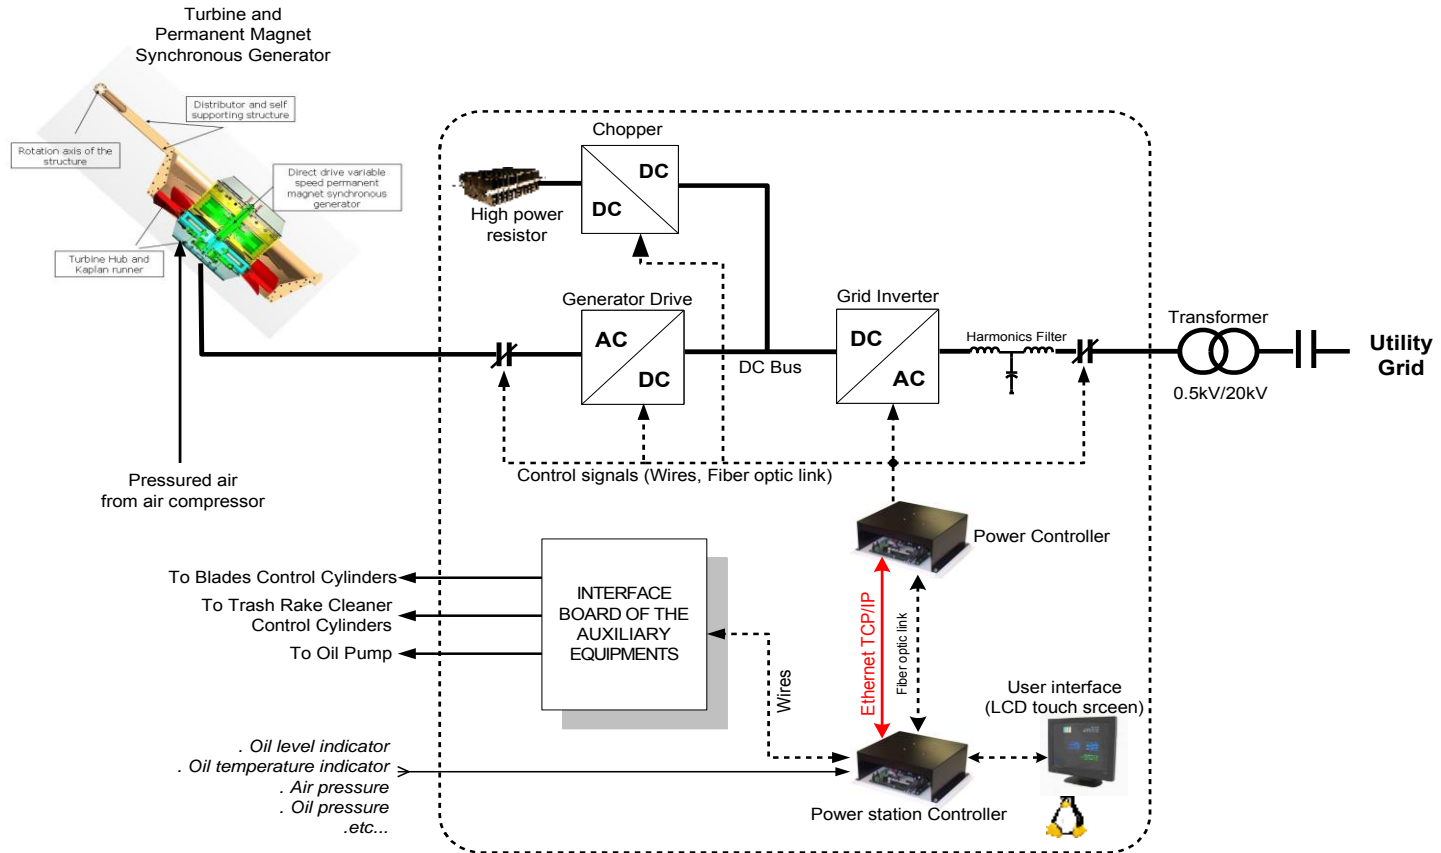 Turbine and
Permanent Magnet
Synchronous Generator
Distributor and self
supporting structure
Rotation axis of the
structure
Direct drive variable
speed permanent
magnet synchronous
generator
Turbine Hub and
Kaplan runner
Pressured air
from air compressor
Chopper
DC
DC
High power
resistor
Generator Drive
AC
DC
DC Bus
Grid Inverter
DC
AC
Harmonics Filter
Transformer
0.5kV/20kV
Utility
Grid
Control signals (Wires, Fiber optic link)
Power Controller
Ethernet TCP/IP
Fiber optic link
Wires
To Blades Control Cylinders
To Trash Rake Cleaner
Control Cylinders
To Oil Pump
INTERFACE
BOARD OF THE
AUXILIARY
EQUIPMENTS
User interface
(LCD touch srceen)
. Oil level indicator
. Oil temperature indicator
. Air pressure
. Oil pressure
.etc...
Power station Controller